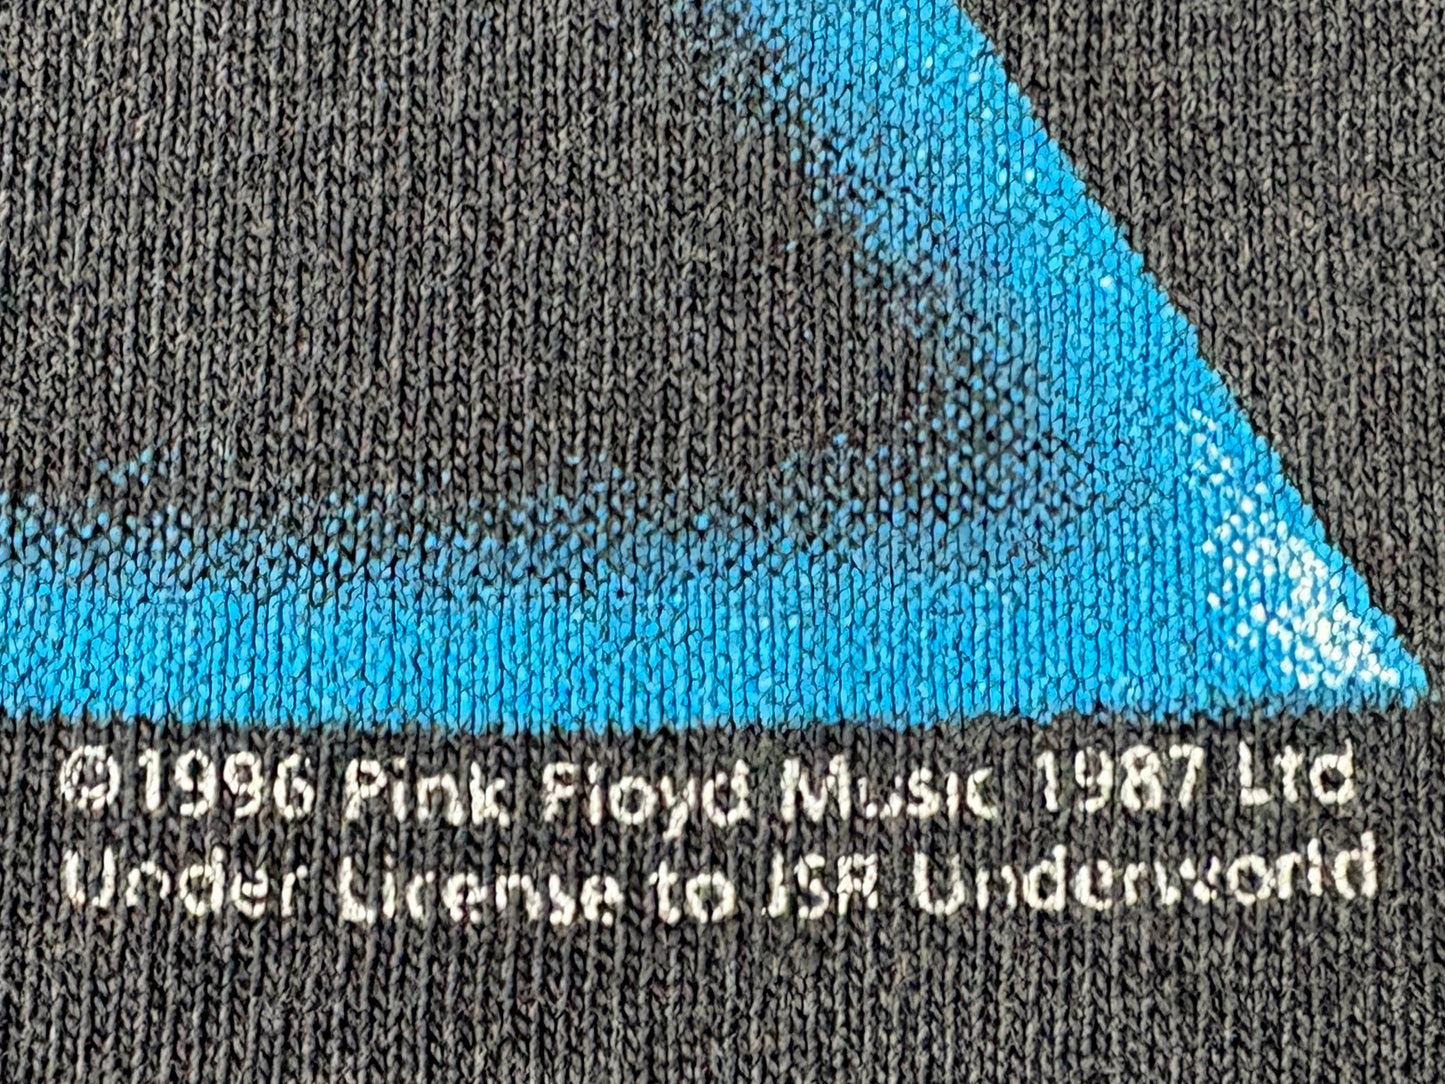 ©1996 Pink Floyd Music 1987 Ltd
Under License to JSR Underworld